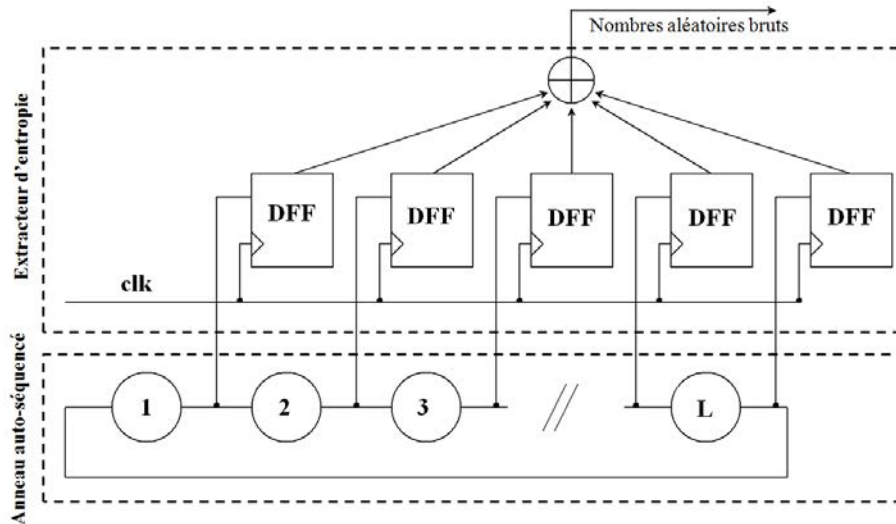 Nombres aléatoires bruts
Extracteur d'entropie
DFF
DFF
DFF
DFF
DFF
clk
Anneau auto-séquencé
1
2
3
//
L